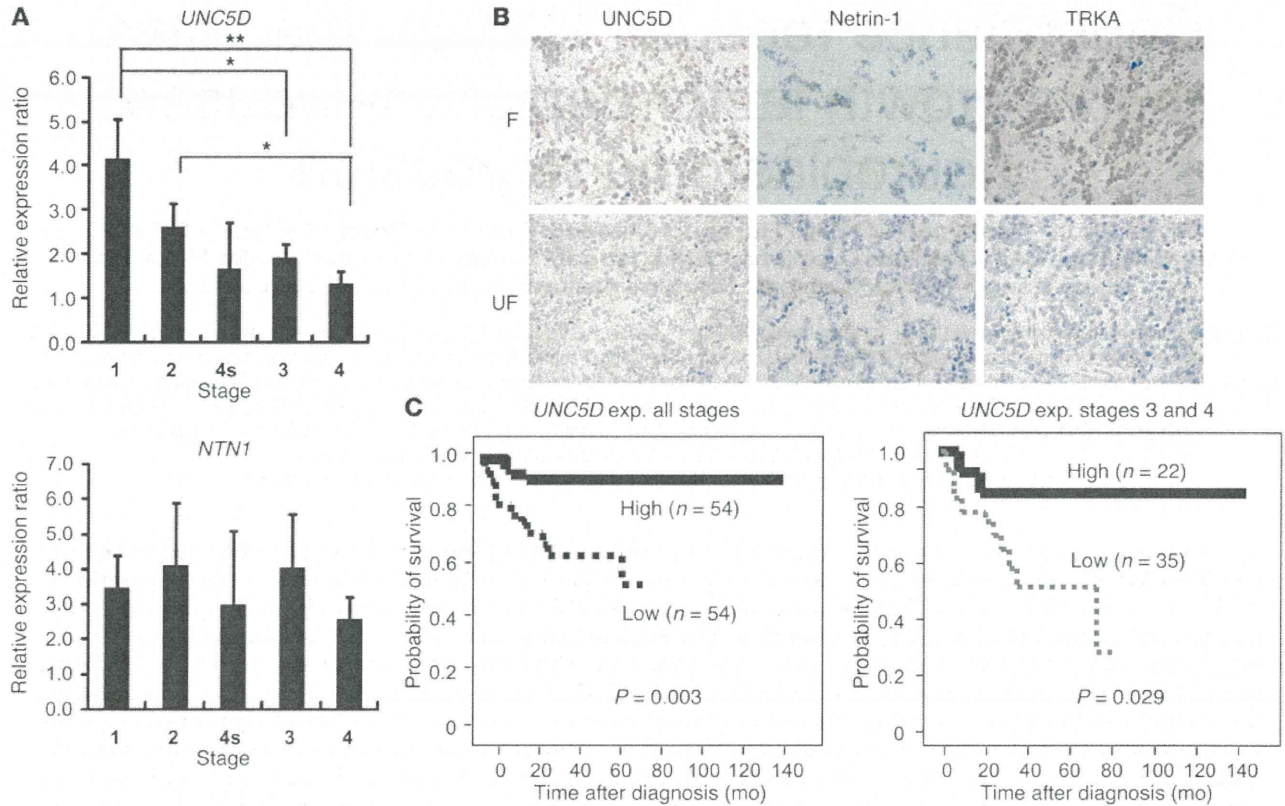 A
UNC5D
**
*
*
6.0
5.0
4.0
3.0
2.0
1.0
0.0
Relative expression ratio
1 2 4s 3 4
Stage
NTN1
7.0
6.0
5.0
4.0
3.0
2.0
1.0
0.0
Relative expression ratio
1 2 4s 3 4
Stage
B
UNC5D Netrin-1 TRKA
F
UF
C
UNC5D exp. all stages
1.0
0.8
0.6
0.4
0.2
0
Probability of survival
High (n = 54)
Low (n = 54)
P = 0.003
0 20 40 60 80 100 120 140
Time after diagnosis (mo)
UNC5D exp. stages 3 and 4
1.0
0.8
0.6
0.4
0.2
0
Probability of survival
High (n = 22)
Low (n = 35)
P = 0.029
0 20 40 60 80 100 120 140
Time after diagnosis (mo)